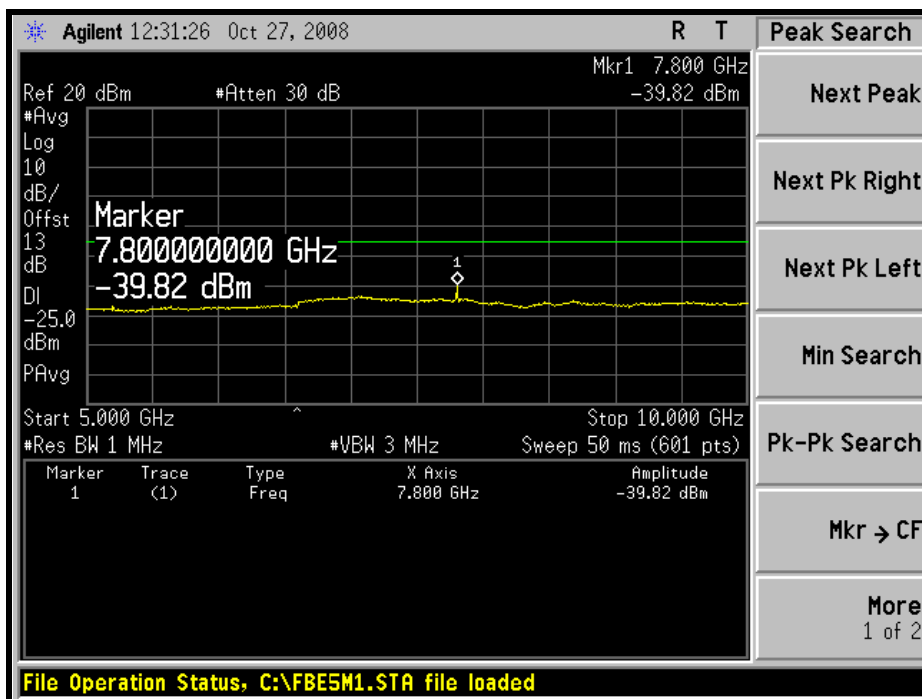 Agilent 12:31:26 Oct 27, 2008 R T
Peak Search
Mkr1 7.800 GHz
Ref 20 dBm #Atten 30 dB -39.82 dBm
#Avg
Log
10
dB/
Offst
13
dB
DI
-25.0
dBm
PAvg
Marker
7.800000000 GHz
-39.82 dBm
1
Start 5.000 GHz ^ Stop 10.000 GHz
#Res BW 1 MHz #VBW 3 MHz Sweep 50 ms (601 pts)
Marker Trace Type X Axis Amplitude
1 (1) Freq 7.800 GHz -39.82 dBm
Next Peak
Next Pk Right
Next Pk Left
Min Search
Pk-Pk Search
Mkr → CF
More
1 of 2
File Operation Status, C:\FBE5M1.STA file loaded